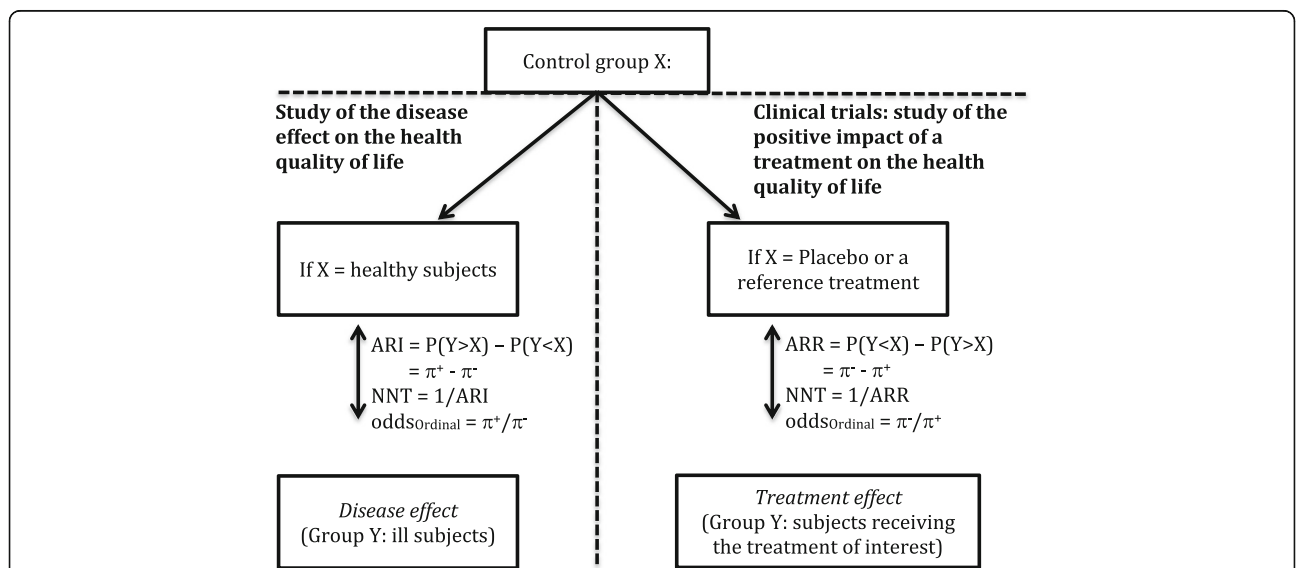 Control group X:
Study of the disease
effect on the health
quality of life
Clinical trials: study of the
positive impact of a
treatment on the health
quality of life
If X = healthy subjects
If X = Placebo or a
reference treatment
ARI = P(Y>X) – P(Y<X)
= π⁺ - π⁻
NNT = 1/ARI
oddsOrdinal = π⁺/π⁻
ARR = P(Y<X) – P(Y>X)
= π⁻ - π⁺
NNT = 1/ARR
oddsOrdinal = π⁻/π⁺
Disease effect
(Group Y: ill subjects)
Treatment effect
(Group Y: subjects receiving
the treatment of interest)